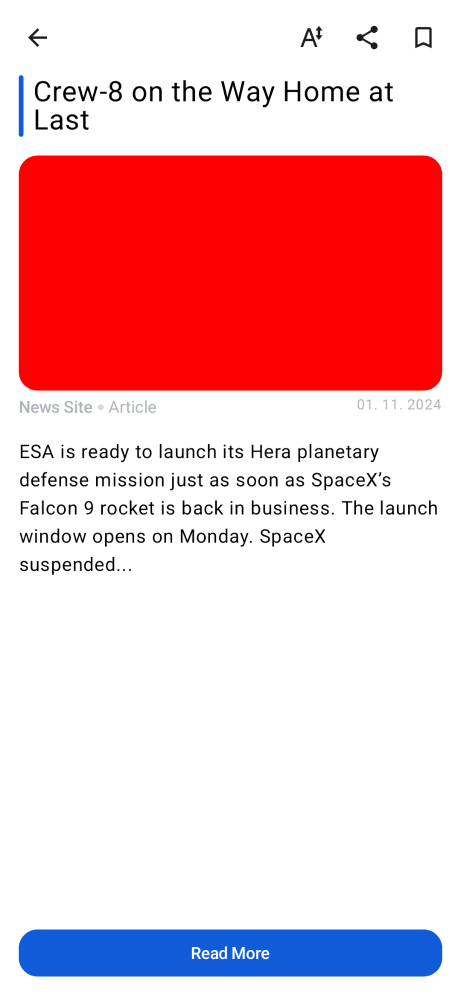 A
Crew-8 on the Way Home at
Last
News Site • Article
01. 11. 2024
ESA is ready to launch its Hera planetary
defense mission just as soon as SpaceX’s
Falcon 9 rocket is back in business. The launch
window opens on Monday. SpaceX
suspended...
Read More